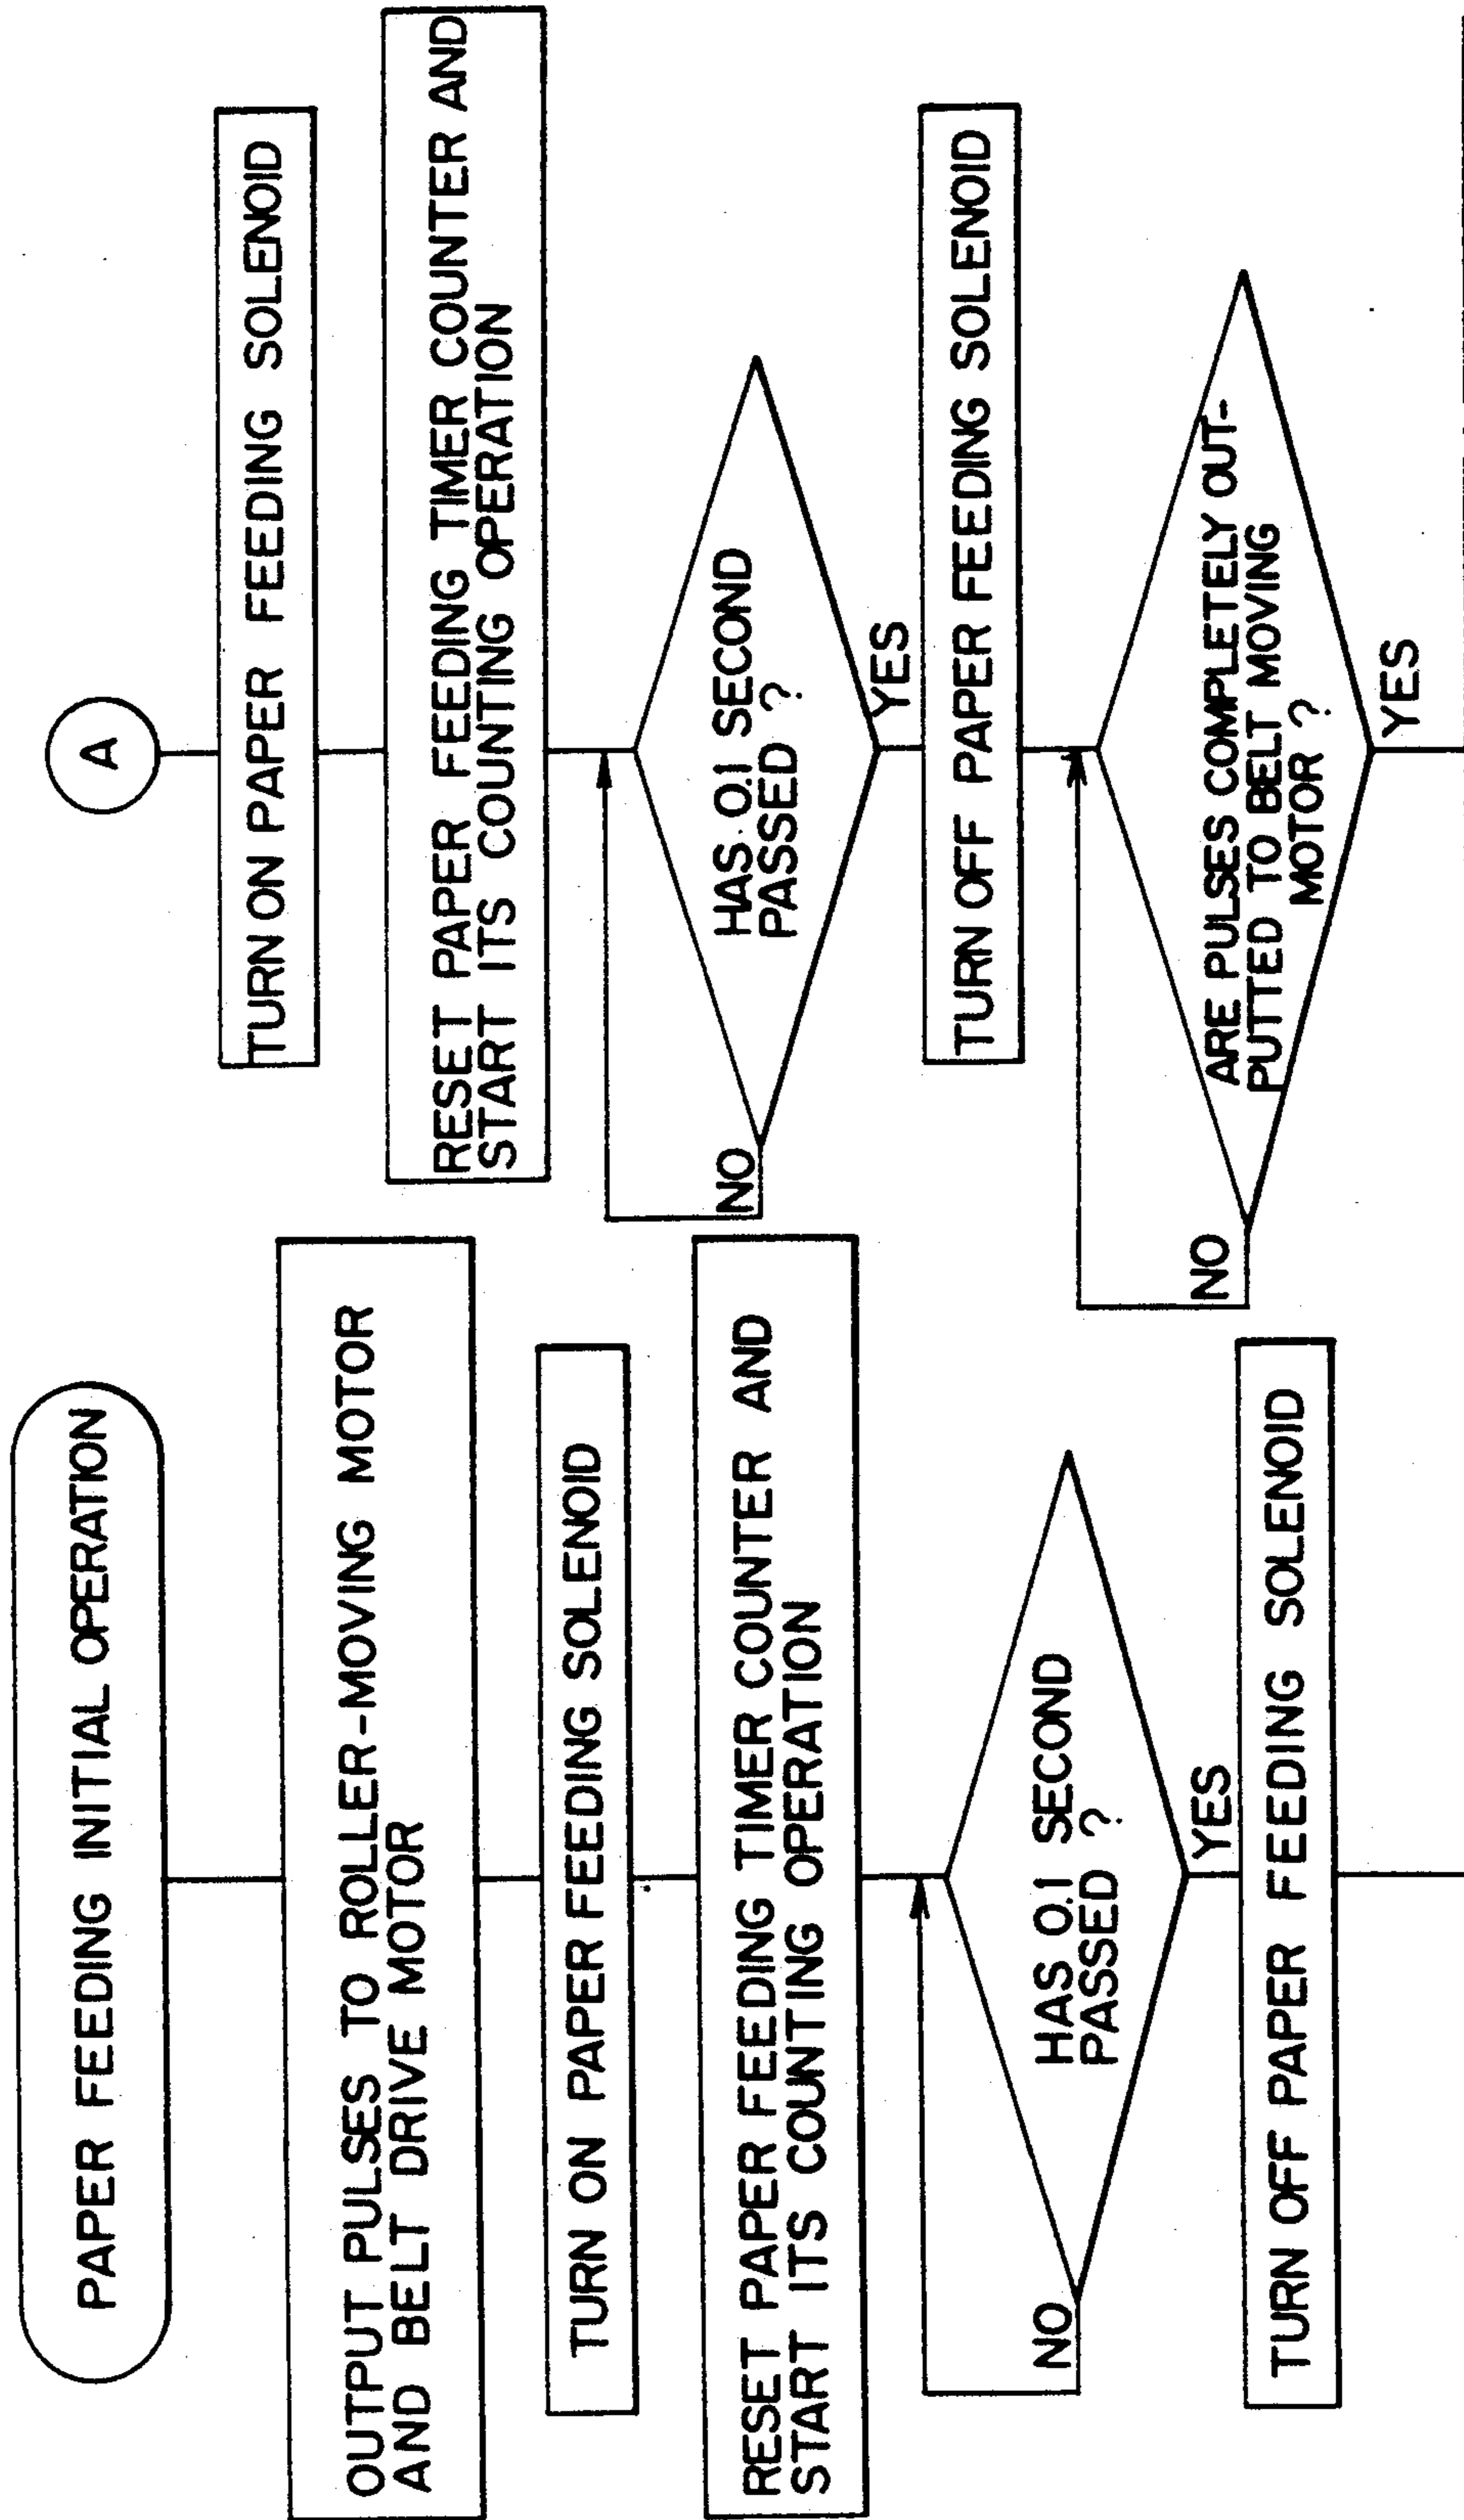 PAPER FEEDING INITIAL OPERATION
OUTPUT PULSES TO ROLLER-MOVING MOTOR
AND BELT DRIVE MOTOR
TURN ON PAPER FEEDING SOLENOID
RESET PAPER FEEDING TIMER COUNTER AND
START ITS COUNTING OPERATION
HAS 0.1 SECOND
PASSED ?
NO
YES
TURN OFF PAPER FEEDING SOLENOID
A
TURN ON PAPER FEEDING SOLENOID
RESET PAPER FEEDING TIMER COUNTER AND
START ITS COUNTING OPERATION
HAS 0.1 SECOND
PASSED ?
NO
YES
TURN OFF PAPER FEEDING SOLENOID
ARE PULSES COMPLETELY OUT-
PUTTED TO BELT MOVING
MOTOR ?
NO
YES